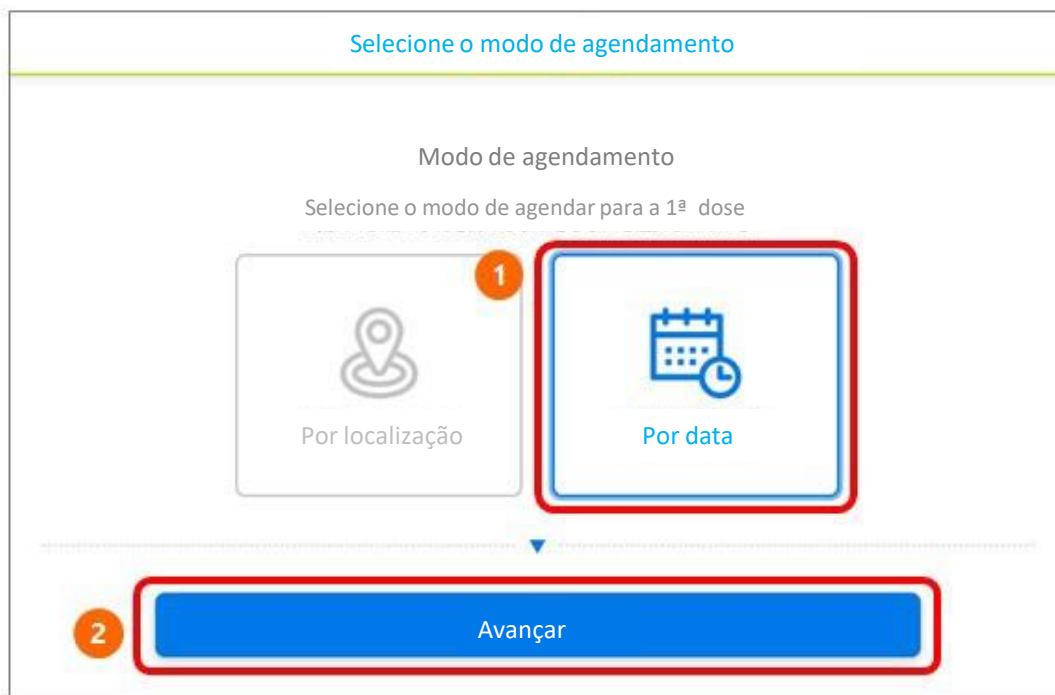 Selecione o modo de agendamento
Modo de agendamento
Selecione o modo de agendar para a 1ª dose
1
Por localização
Por data
2
Avançar